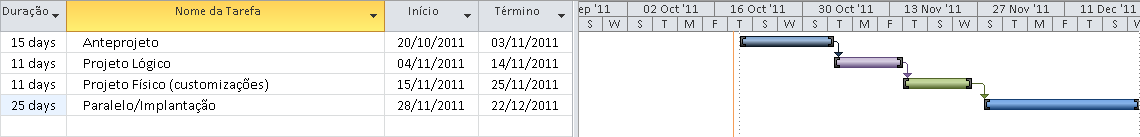 Duração Nome da Tarefa Início Término ep '11 02 Oct '11 16 Oct '11 30 Oct '11 13 Nov '11 27 Nov '11 11 Dec '11
S W S T M F T S W S T M F T S W
15 days Anteprojeto 20/10/2011 03/11/2011
11 days Projeto Lógico 04/11/2011 14/11/2011
11 days Projeto Físico (customizações) 15/11/2011 25/11/2011
25 days Paralelo/Implantação 28/11/2011 22/12/2011